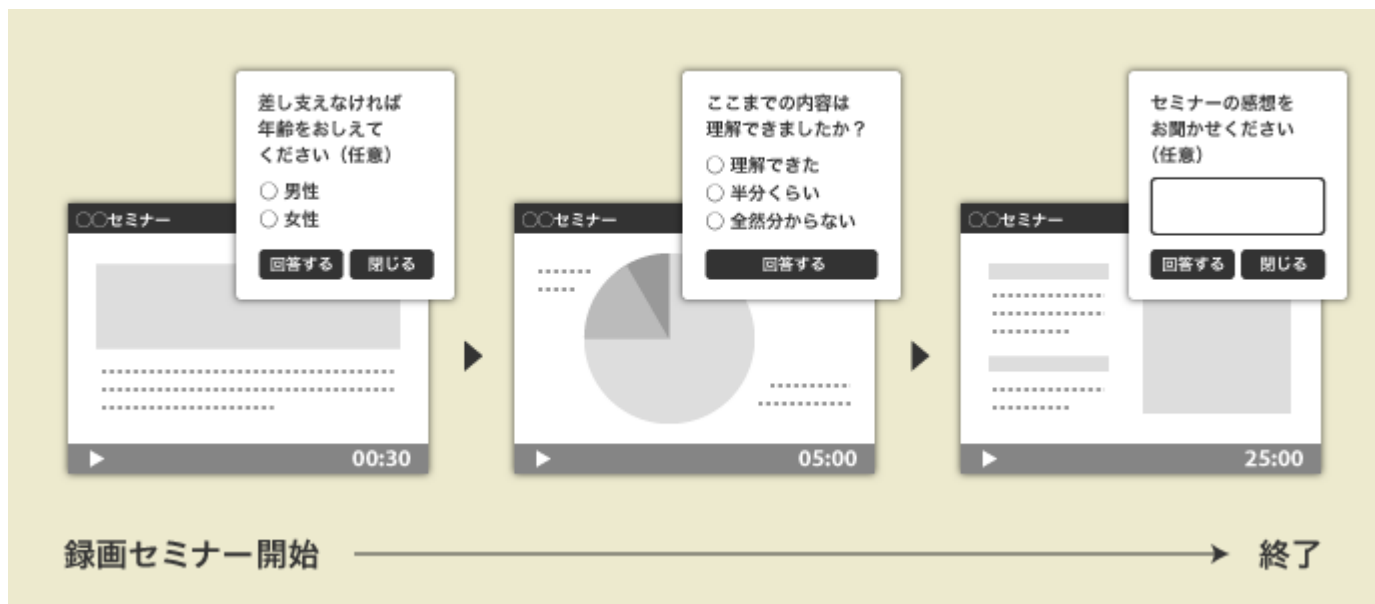 差し支えなければ
年齢をおしえて
ください（任意）
○ 男性
○ 女性
回答する 閉じる
○○セミナー
00:30
ここまでの内容は
理解できましたか？
○ 理解できた
○ 半分くらい
○ 全然分からない
回答する
○○セミナー
05:00
セミナーの感想を
お聞かせください
（任意）
回答する 閉じる
○○セミナー
25:00
録画セミナー開始
終了